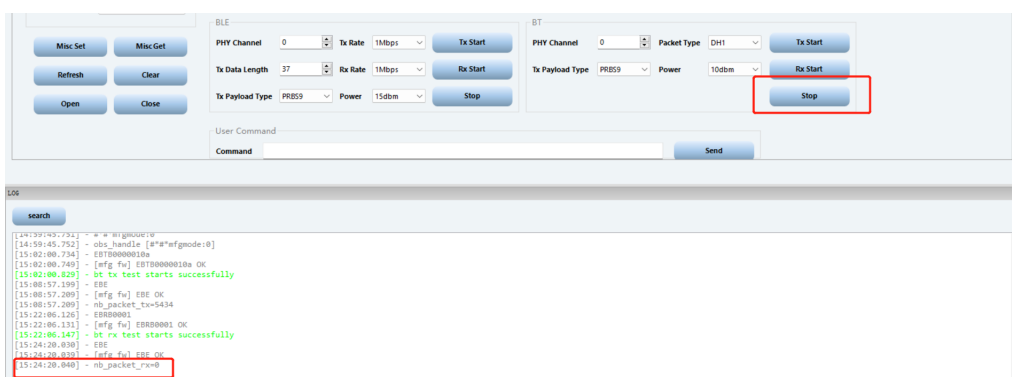 BLE
BT
Misc Set Misc Get
PHY Channel 0 Tx Rate 1Mbps Tx Start
PHY Channel 0 Packet Type DH1 Tx Start
Refresh Clear
Tx Data Length 37 Rx Rate 1Mbps Rx Start
Tx Payload Type PRBS9 Power 10dbm Rx Start
Open Close
Tx Payload Type PRBS9 Power 15dbm Stop
Stop
User Command
Command Send
LOG
search
[14:59:45.751] - #*#*mfgmode:0
[14:59:45.752] - obs_handle [#*#*mfgmode:0]
[15:02:00.734] - EBTB0000010a
[15:02:00.749] - [mfg fw] EBTB0000010a OK
[15:02:00.829] - bt tx test starts successfully
[15:08:57.199] - EBE
[15:08:57.209] - [mfg fw] EBE OK
[15:08:57.209] - nb_packet_tx=5434
[15:22:06.126] - EBRB0001
[15:22:06.131] - [mfg fw] EBRB0001 OK
[15:22:06.147] - bt rx test starts successfully
[15:24:20.030] - EBE
[15:24:20.039] - [mfg fw] EBE OK
[15:24:20.040] - nb_packet_rx=0